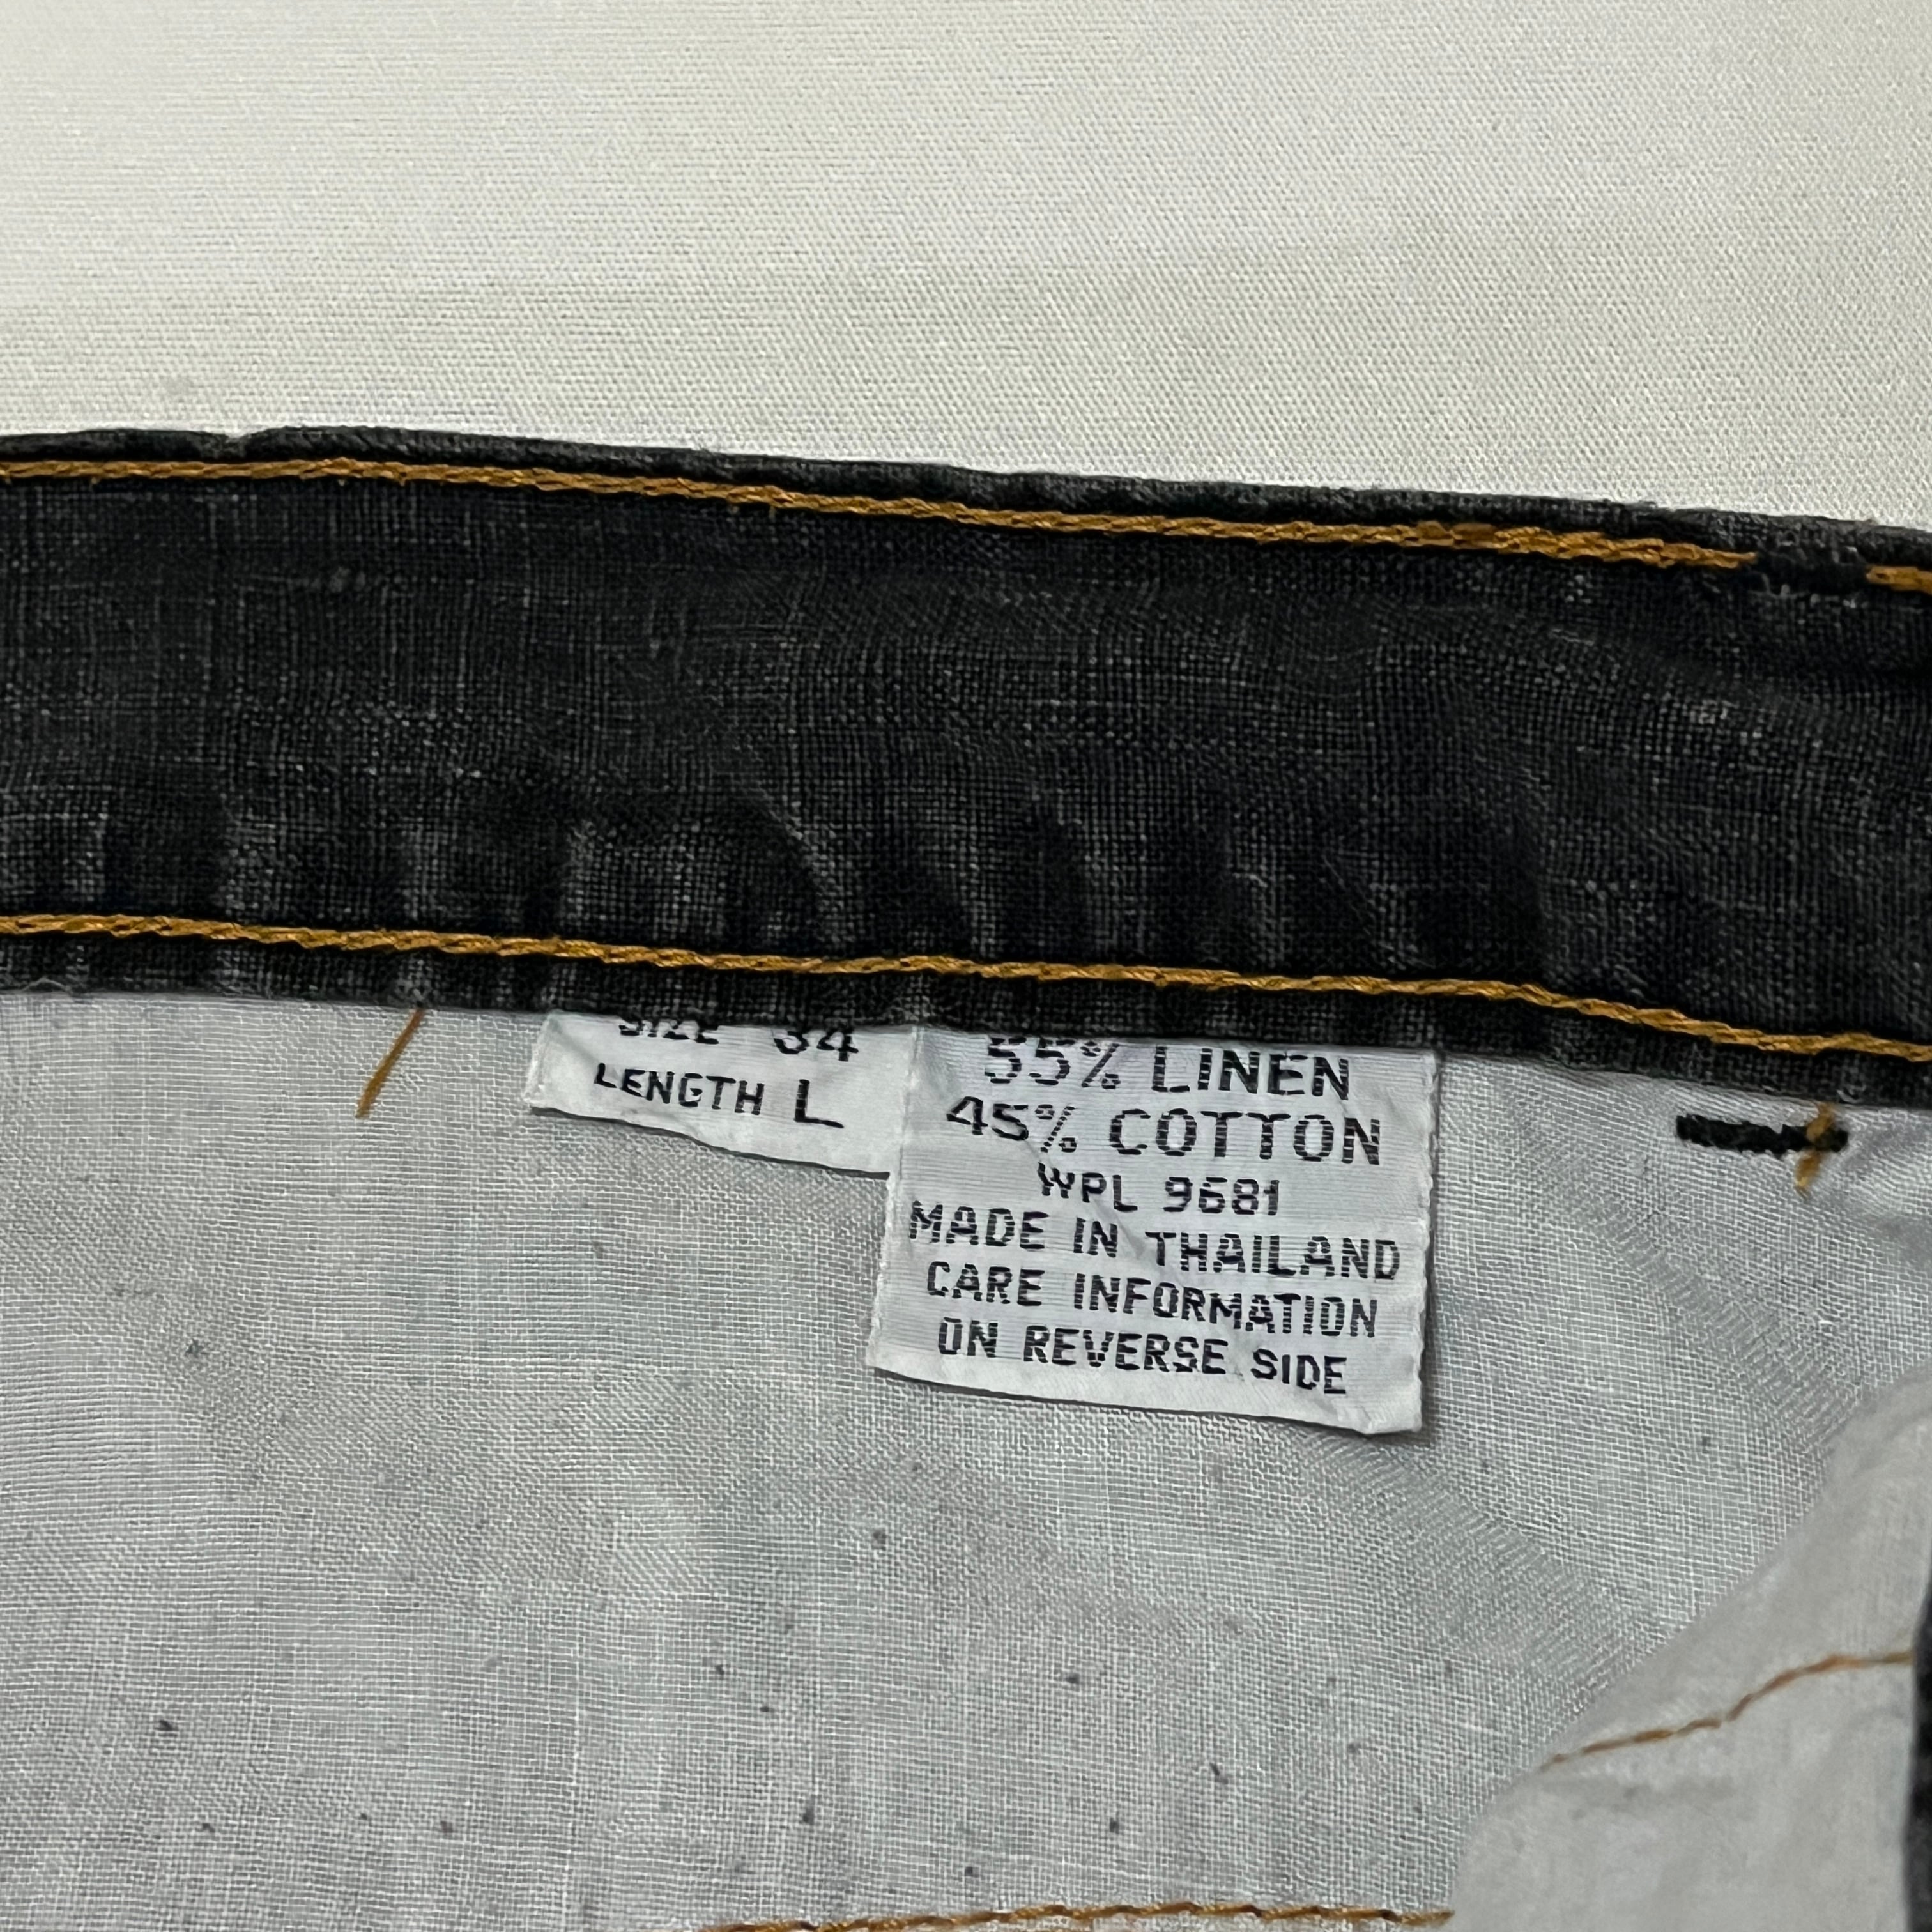 SIZE 34
LENGTH L
55% LINEN
45% COTTON
WPL 9681
MADE IN THAILAND
CARE INFORMATION
ON REVERSE SIDE